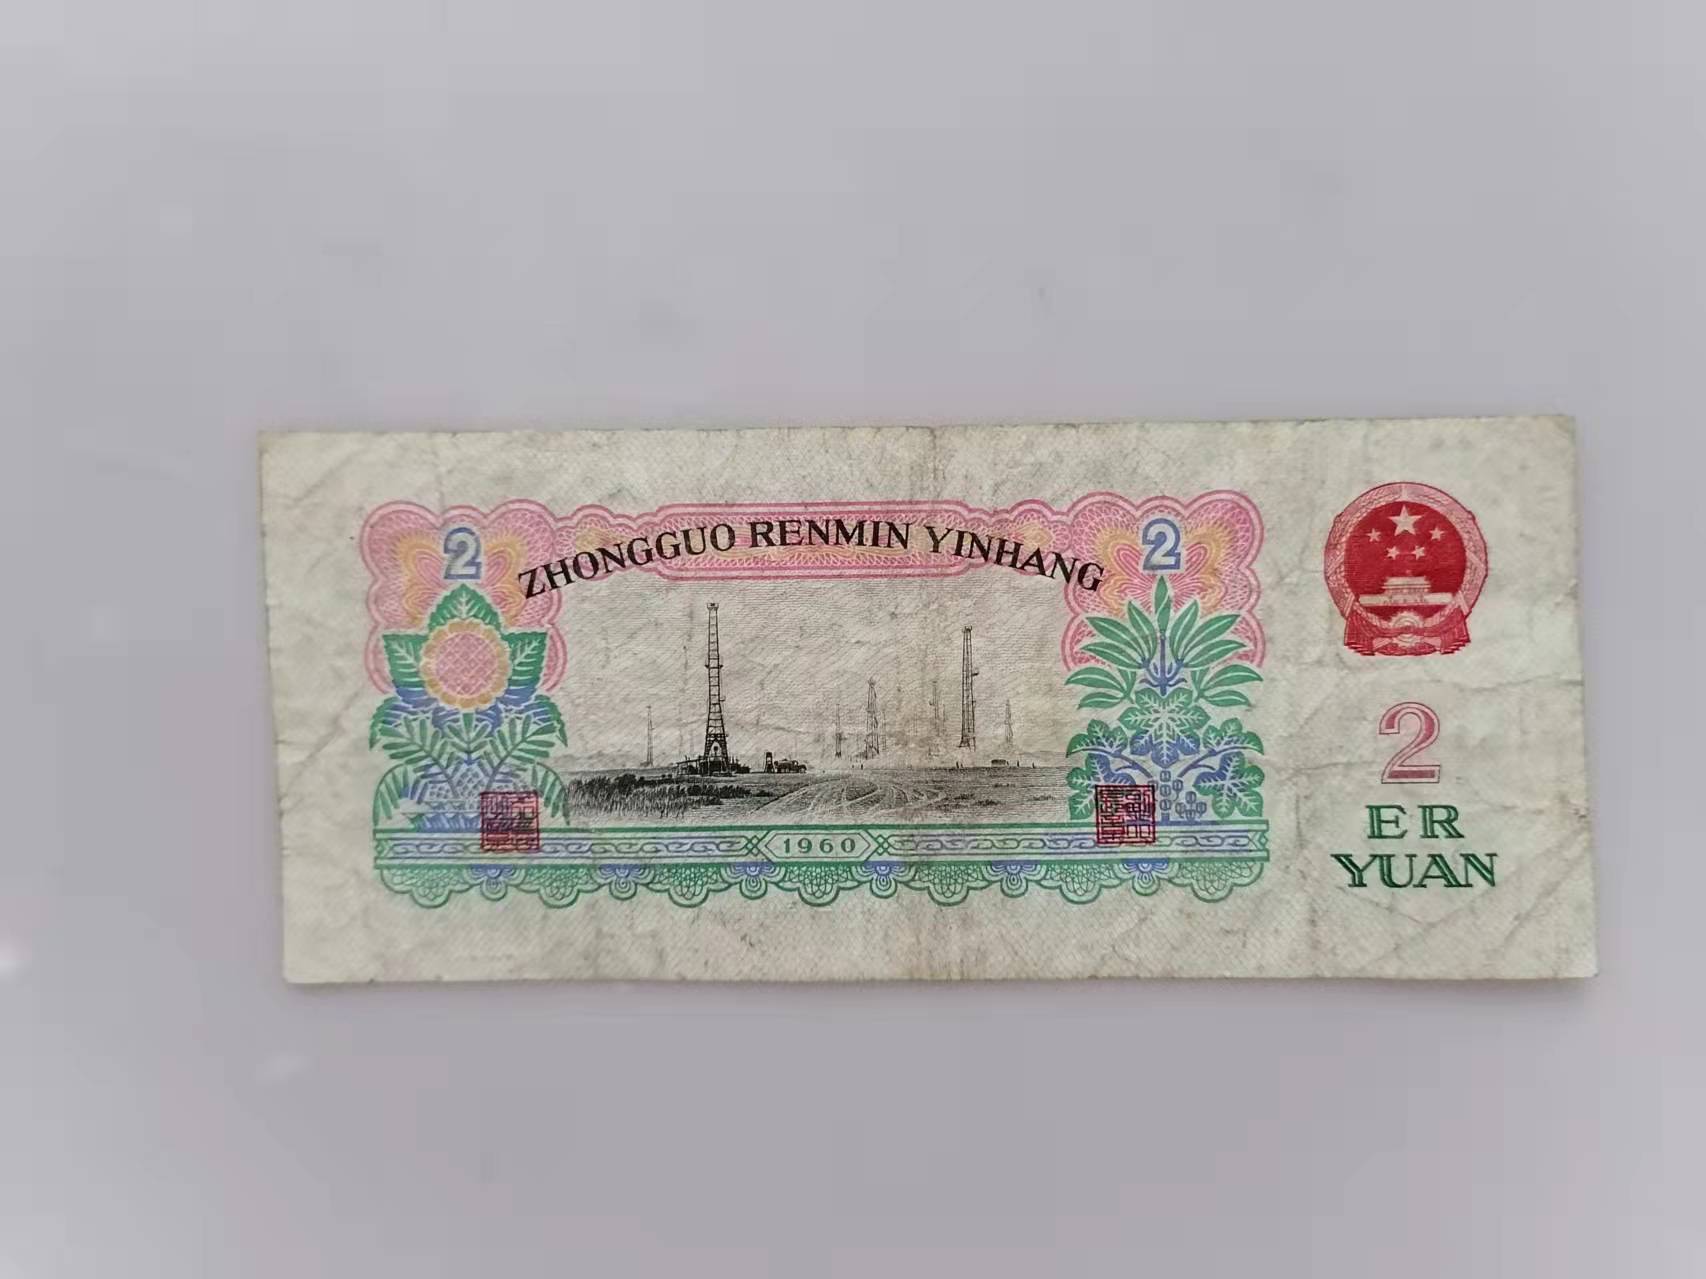 ZHONGGUO RENMIN YINHANG
2
2
1960
2
ER
YUAN